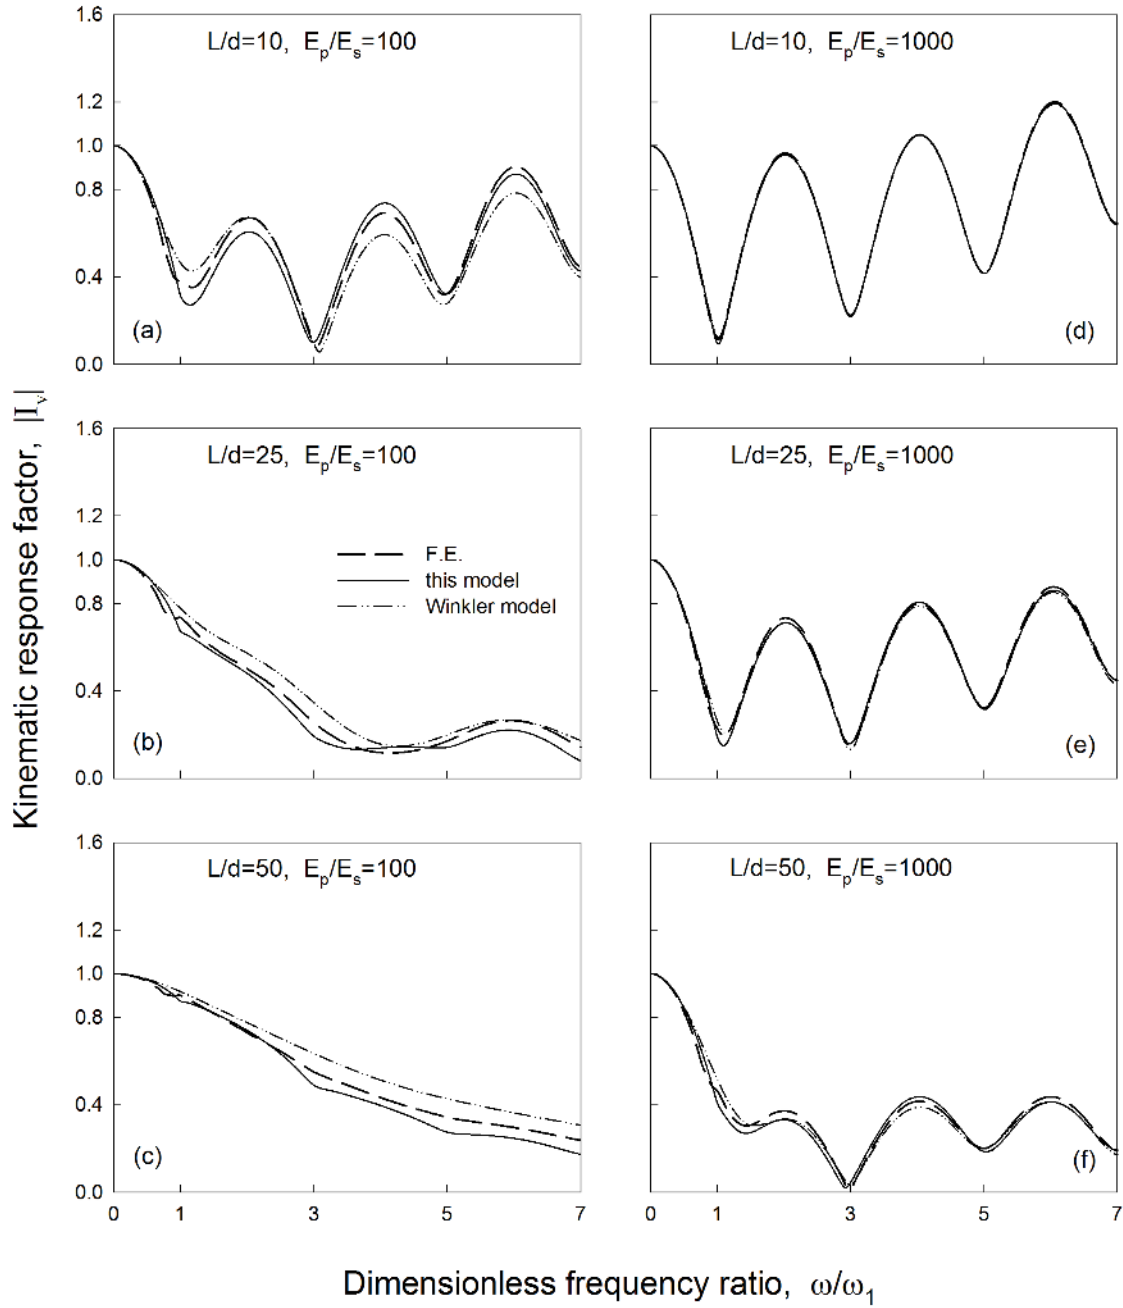 1.6
1.2
1.0
0.8
0.4
0.0
L/d=10, E_p/E_s=100
(a)
0
1
3
5
7
L/d=10, E_p/E_s=1000
(d)
1.6
1.2
1.0
0.8
0.4
0.0
L/d=25, E_p/E_s=100
F.E.
this model
Winkler model
(b)
L/d=25, E_p/E_s=1000
(e)
1.6
1.2
1.0
0.8
0.4
0.0
L/d=50, E_p/E_s=100
(c)
L/d=50, E_p/E_s=1000
(f)
0 1 3 5 7
Kinematic response factor, |I_v|
Dimensionless frequency ratio, ω/ω_1